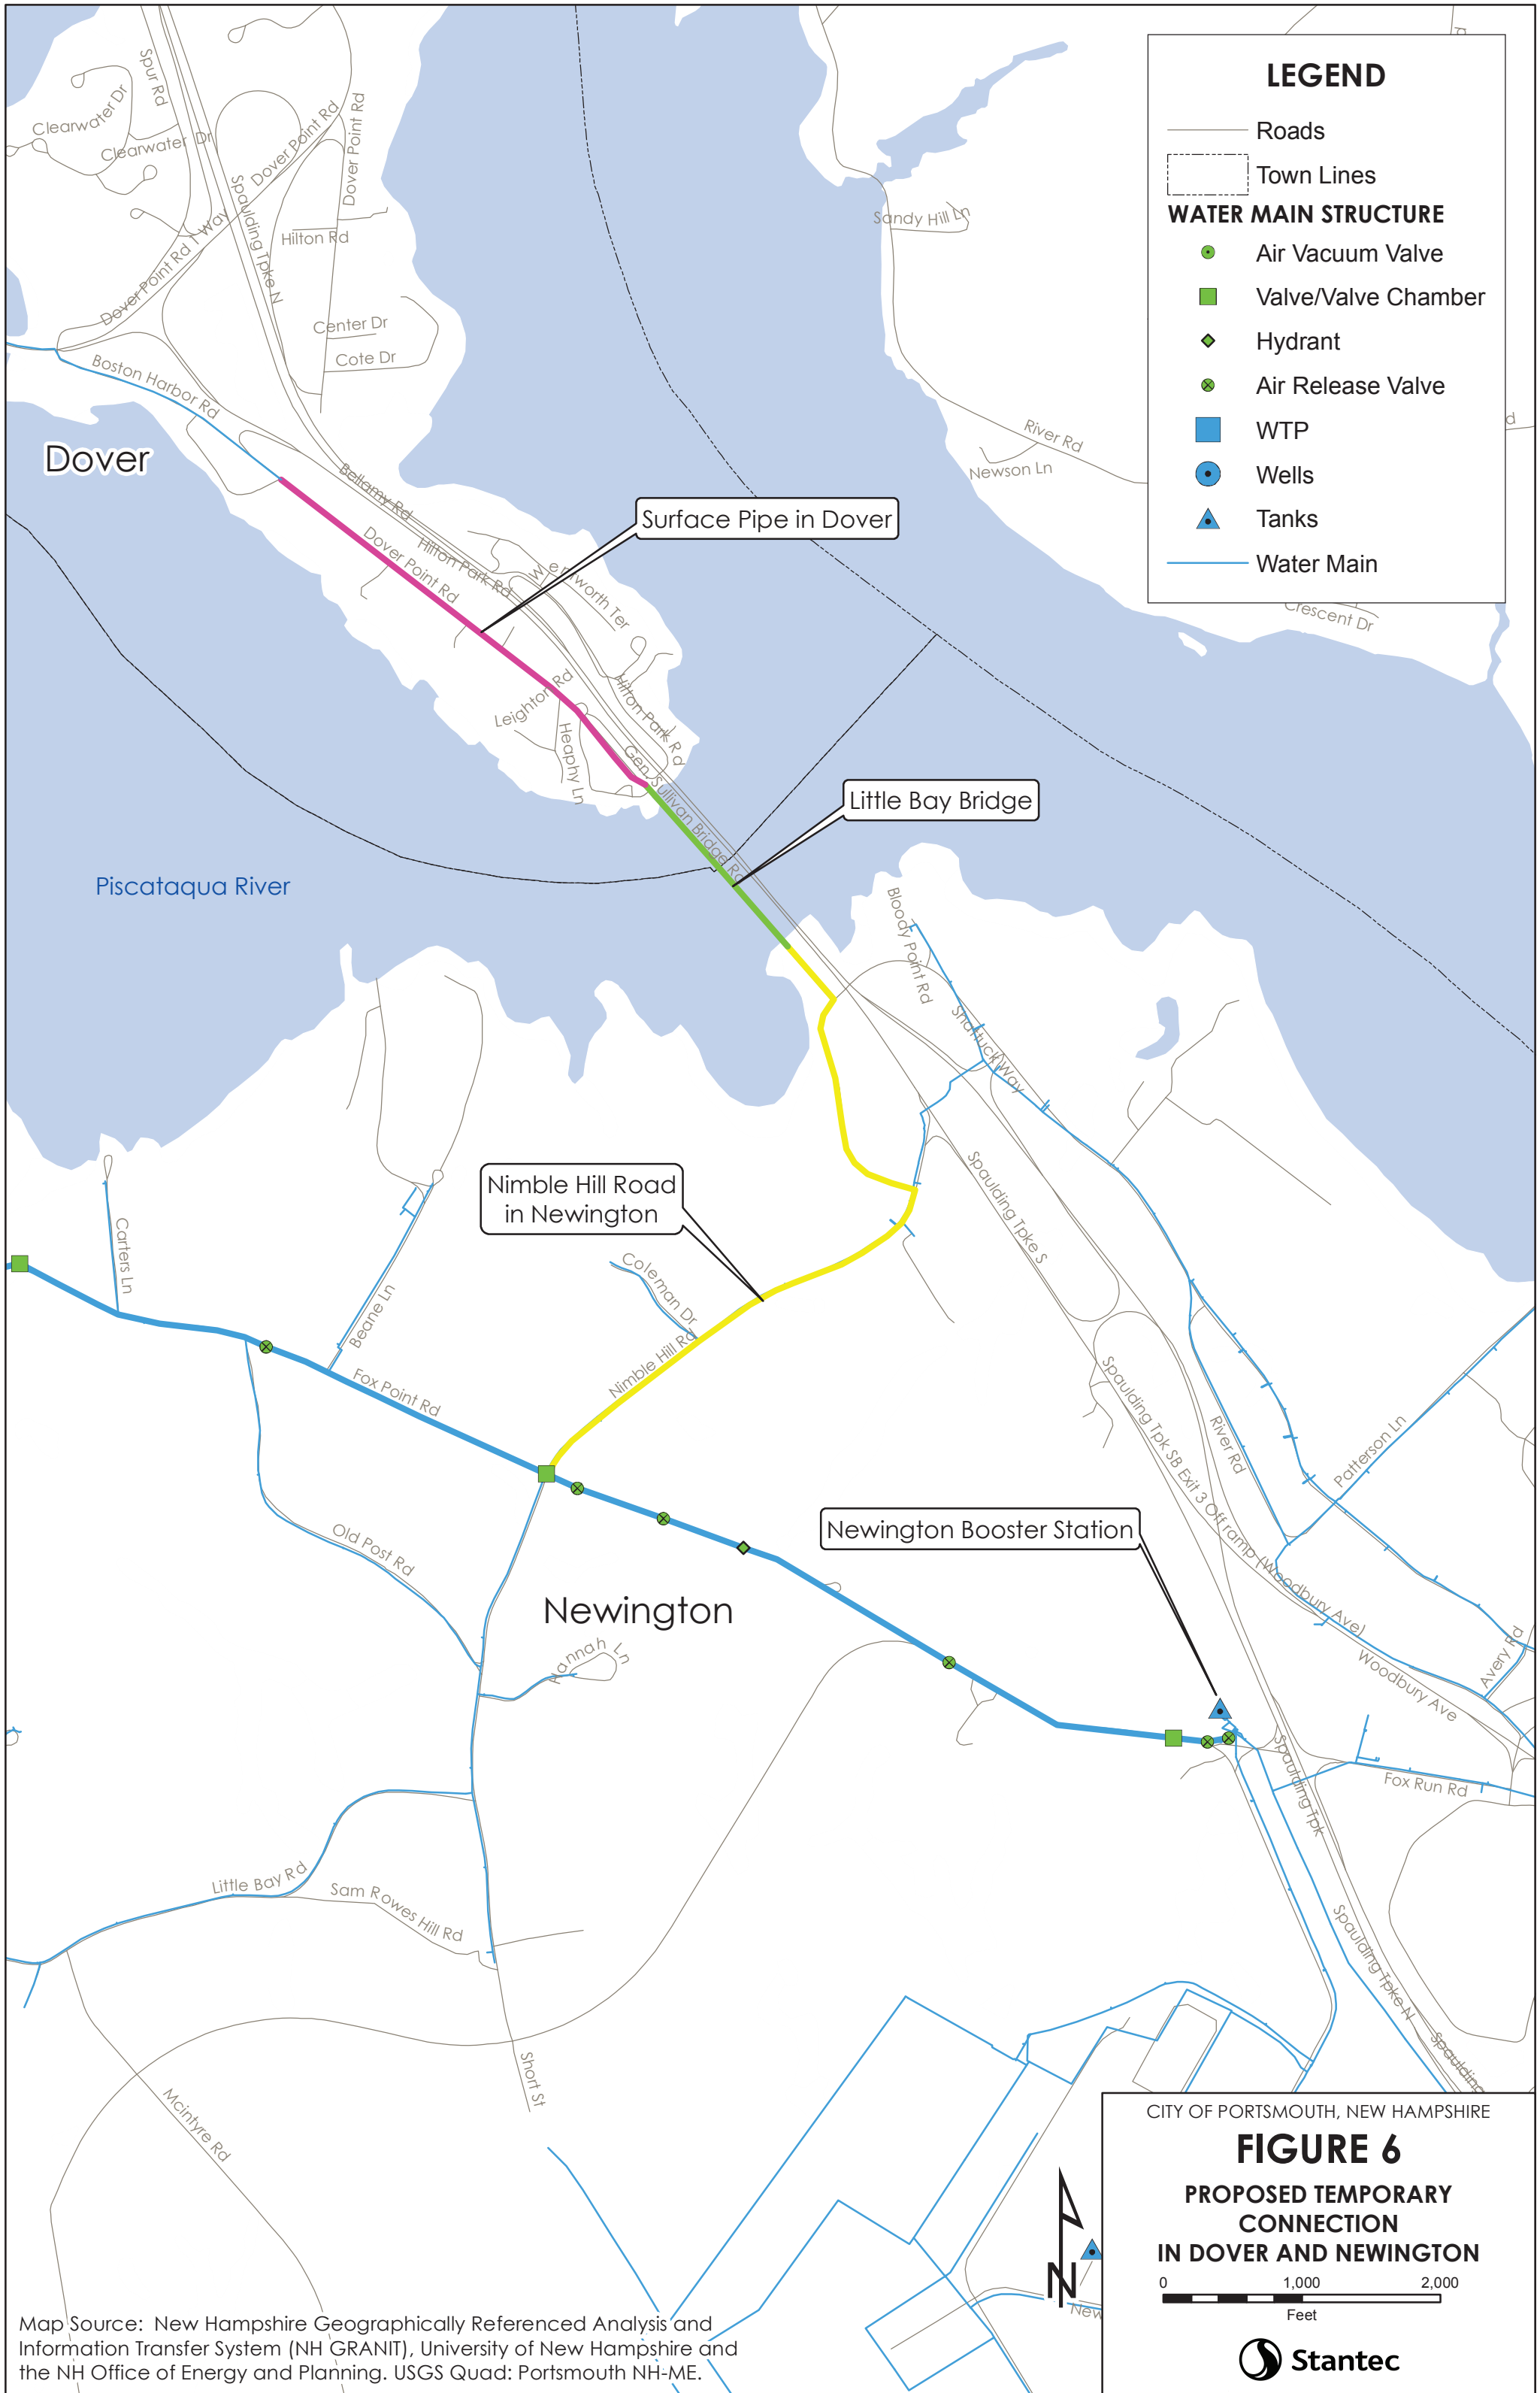 LEGEND
Roads
Town Lines
WATER MAIN STRUCTURE
Air Vacuum Valve
Valve/Valve Chamber
Hydrant
Air Release Valve
WTP
Wells
Tanks
Water Main
Spur Rd
Clearwater Dr
Clearwater Dr
Dover Point Rd
Dover Point Rd
Spaulding Tpke N
Dover Point Rd 1 Way
Hilton Rd
Center Dr
Cote Dr
Boston Harbor Rd
Sandy Hill Ln
River Rd
Newson Ln
Crescent Dr
Dover
Bellamy Rd
Surface Pipe in Dover
Dover Point Rd
Hilton Park Rd
Wentworth Ter
Leighton Rd
Heaphy Ln
Hilton Park Rd
Gen Sullivan Bridge Rd
Little Bay Bridge
Piscataqua River
Bloody Point Rd
Shattuck Way
Spaulding Tpke S
Nimble Hill Road
in Newington
Carters Ln
Beane Ln
Coleman Dr
Nimble Hill Rd
Fox Point Rd
Spaulding Tpk SB Exit 3 Off ramp (Woodbury Ave)
River Rd
Patterson Ln
Old Post Rd
Newington Booster Station
Newington
Hannah Ln
Avery Rd
Woodbury Ave
Spaulding Tpk
Fox Run Rd
Little Bay Rd
Sam Rowes Hill Rd
Spaulding Tpke N
Spaulding
Short St
Mcintyre Rd
New
N
CITY OF PORTSMOUTH, NEW HAMPSHIRE
FIGURE 6
PROPOSED TEMPORARY
CONNECTION
IN DOVER AND NEWINGTON
0 1,000 2,000
Feet
Stantec
Map Source: New Hampshire Geographically Referenced Analysis and
Information Transfer System (NH GRANIT), University of New Hampshire and
the NH Office of Energy and Planning. USGS Quad: Portsmouth NH-ME.